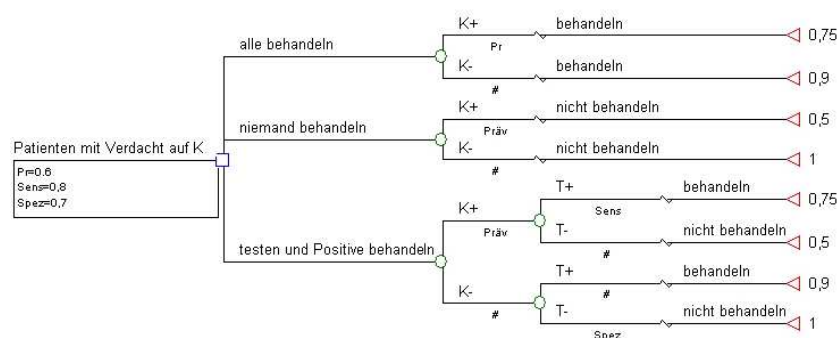 K+ behandeln 0,75
Pr
alle behandeln
K- behandeln 0,9
#
K+ nicht behandeln 0,5
Präv
niemand behandeln
K- nicht behandeln 1
#
Patienten mit Verdacht auf K.
Pr=0.6
Sens=0,8
Spez=0,7
T+ behandeln 0,75
Sens
K+
Präv
T- nicht behandeln 0,5
#
testen und Positive behandeln
T+ behandeln 0,9
#
K-
#
T- nicht behandeln 1
Spez